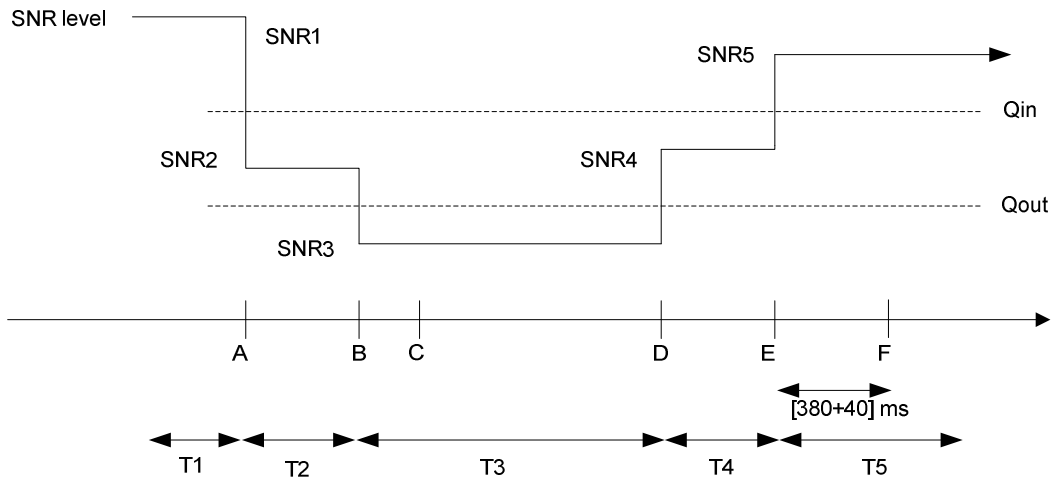 SNR level
SNR1
SNR5
Qin
SNR2
SNR4
Qout
SNR3
A B C D E F
[380+40] ms
T1 T2 T3 T4 T5